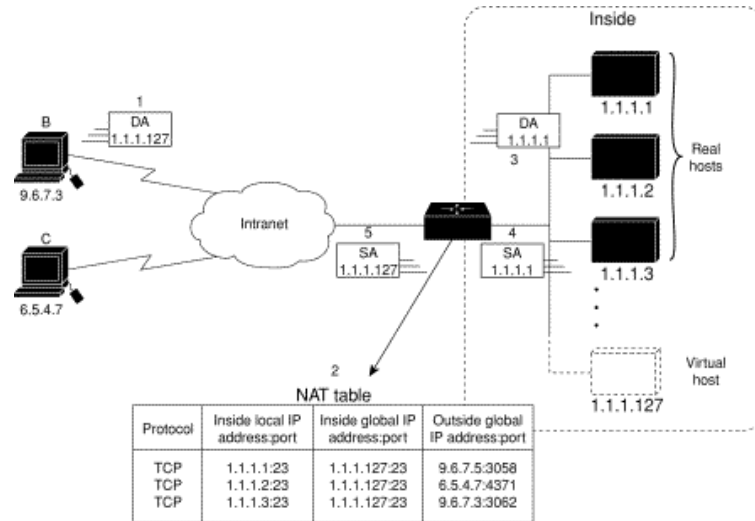 Inside
1
B
DA
1.1.1.127
9.6.7.3
DA
1.1.1.1
3
1.1.1.1
1.1.1.2
Real
hosts
Intranet
C
6.5.4.7
5
SA
1.1.1.127
4
SA
1.1.1.1
1.1.1.3
Virtual
host
1.1.1.127
2
NAT table
Protocol Inside local IP address:port Inside global IP address:port Outside global IP address:port
TCP 1.1.1.1:23 1.1.1.127:23 9.6.7.5:3058
TCP 1.1.1.2:23 1.1.1.127:23 6.5.4.7:4371
TCP 1.1.1.3:23 1.1.1.127:23 9.6.7.3:3062